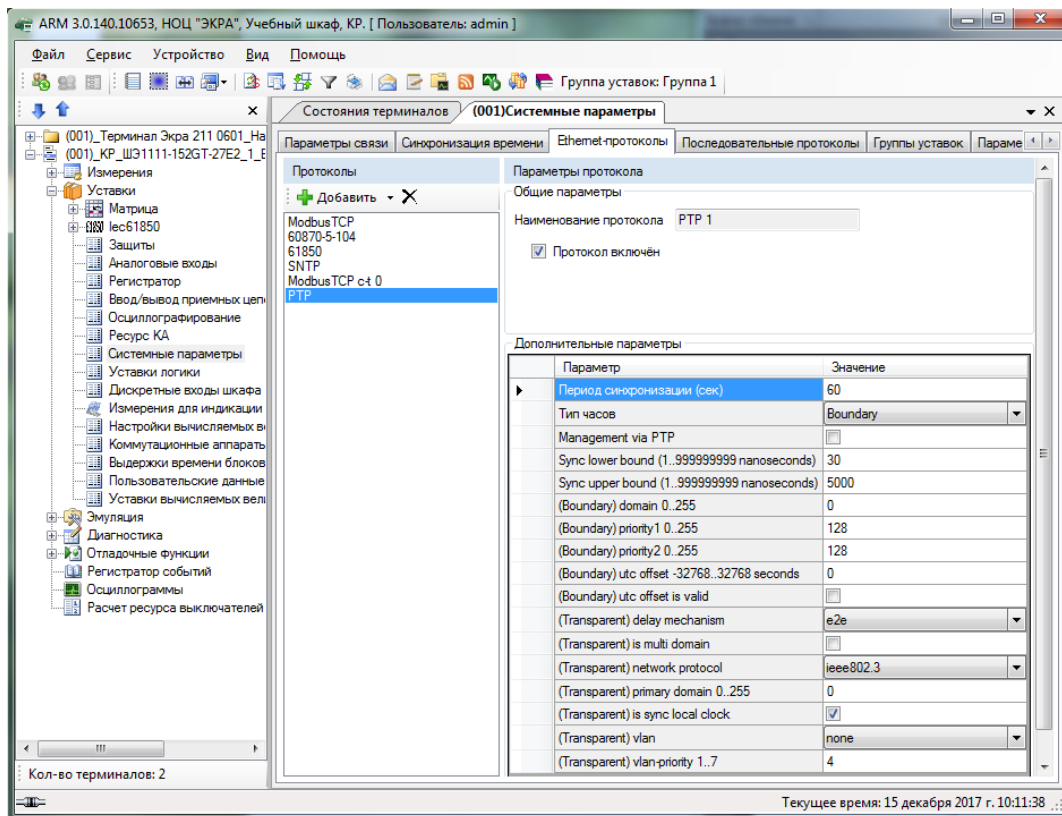 ARM 3.0.140.10653, НОЦ "ЭКРА", Учебный шкаф, КР. [ Пользователь: admin ]
Файл Сервис Устройство Вид Помощь
Группа уставок: Группа 1
Состояния терминалов (001)Системные параметры
(001)_Терминал Экра 211 0601_На
(001)_КР_ШЭ1111-152GT-27E2_1_E
Измерения
Уставки
Матрица
Iec61850
Защиты
Аналоговые входы
Регистратор
Ввод/вывод приемных цепе
Осциллографирование
Ресурс КА
Системные параметры
Уставки логики
Дискретные входы шкафа
Измерения для индикации
Настройки вычисляемых в
Коммутационные аппараты
Выдержки времени блоков
Пользовательские данные
Уставки вычисляемых вели
Эмуляция
Диагностика
Отладочные функции
Регистратор событий
Осциллограммы
Расчет ресурса выключателей
Кол-во терминалов: 2
Параметры связи Синхронизация времени Ethernet-протоколы Последовательные протоколы Группы уставок Параме
Протоколы
Добавить
ModbusTCP
60870-5-104
61850
SNTP
ModbusTCP c-t 0
PTP
Параметры протокола
Общие параметры
Наименование протокола PTP 1
Протокол включён
Дополнительные параметры
Параметр Значение
Период синхронизации (сек) 60
Тип часов Boundary
Management via PTP
Sync lower bound (1..999999999 nanoseconds) 30
Sync upper bound (1..999999999 nanoseconds) 5000
(Boundary) domain 0..255 0
(Boundary) priority1 0..255 128
(Boundary) priority2 0..255 128
(Boundary) utc offset -32768..32768 seconds 0
(Boundary) utc offset is valid
(Transparent) delay mechanism e2e
(Transparent) is multi domain
(Transparent) network protocol ieee802.3
(Transparent) primary domain 0..255 0
(Transparent) is sync local clock
(Transparent) vlan none
(Transparent) vlan-priority 1..7 4
Текущее время: 15 декабря 2017 г. 10:11:38